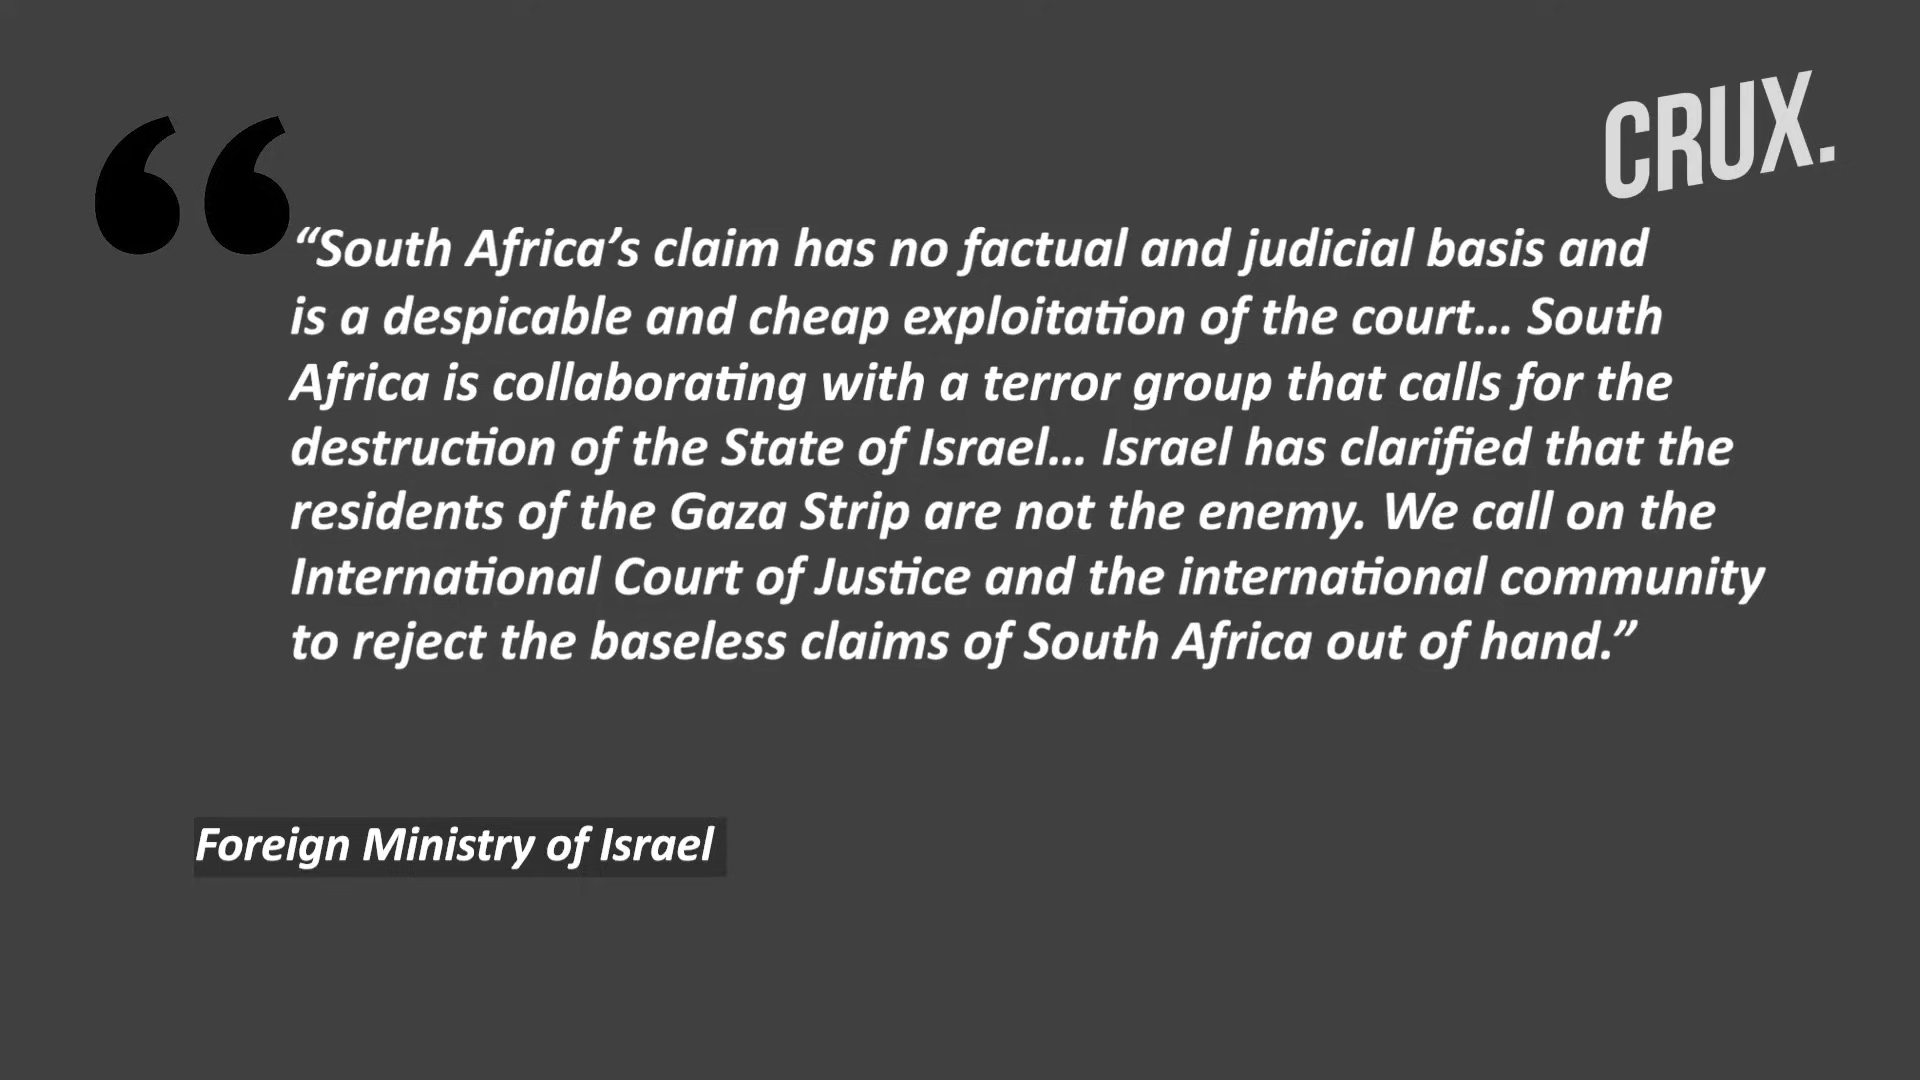 CRUX.
“South Africa’s claim has no factual and judicial basis and
is a despicable and cheap exploitation of the court... South
Africa is collaborating with a terror group that calls for the
destruction of the State of Israel... Israel has clarified that the
residents of the Gaza Strip are not the enemy. We call on the
International Court of Justice and the international community
to reject the baseless claims of South Africa out of hand.”
Foreign Ministry of Israel